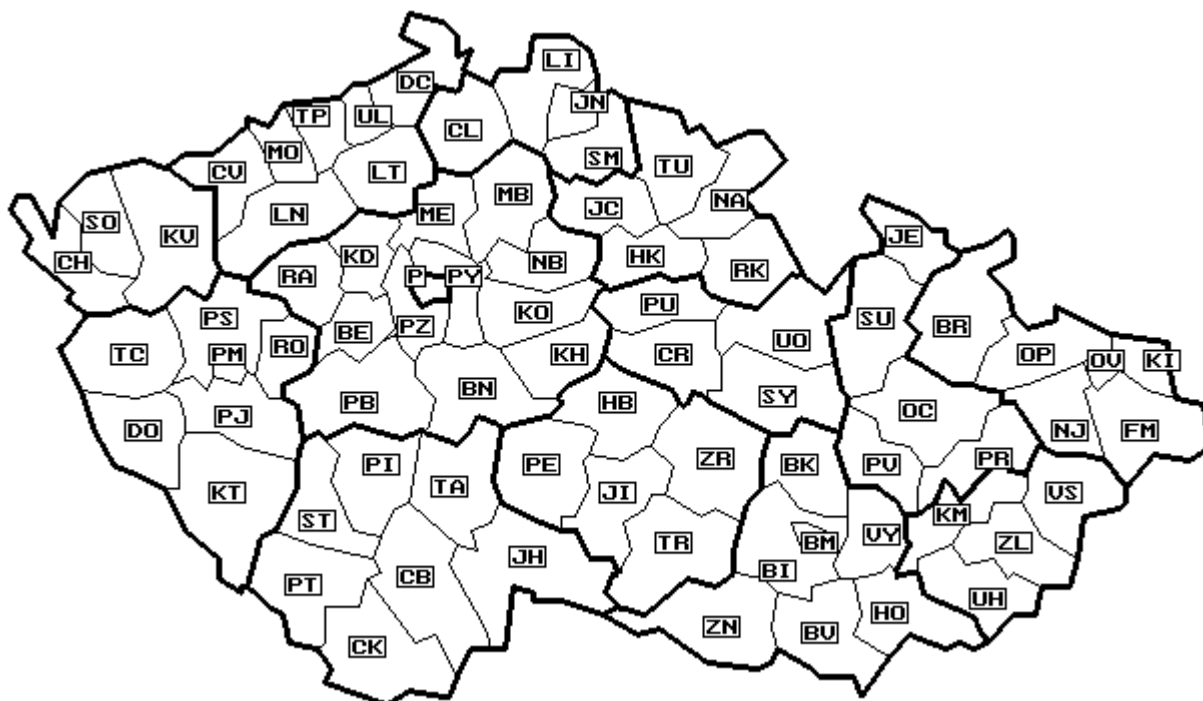 LI
DC
JN
TP
UL
CL
MO
SM
CV
LT
TU
MB
NA
LN
ME
JC
SO
KV
KD
HK
CH
P
PY
NB
RK
RA
JE
PU
KO
PS
BE
PZ
SU
BR
RO
UO
TC
PM
CR
KH
OP
OV
KI
BN
SY
PB
HB
OC
PJ
DO
NJ
FM
PI
PE
ZR
BK
PV
PR
KT
TA
JI
VS
ST
KM
JH
TR
BM
VY
ZL
PT
CB
BI
UH
HO
CK
ZN
BV